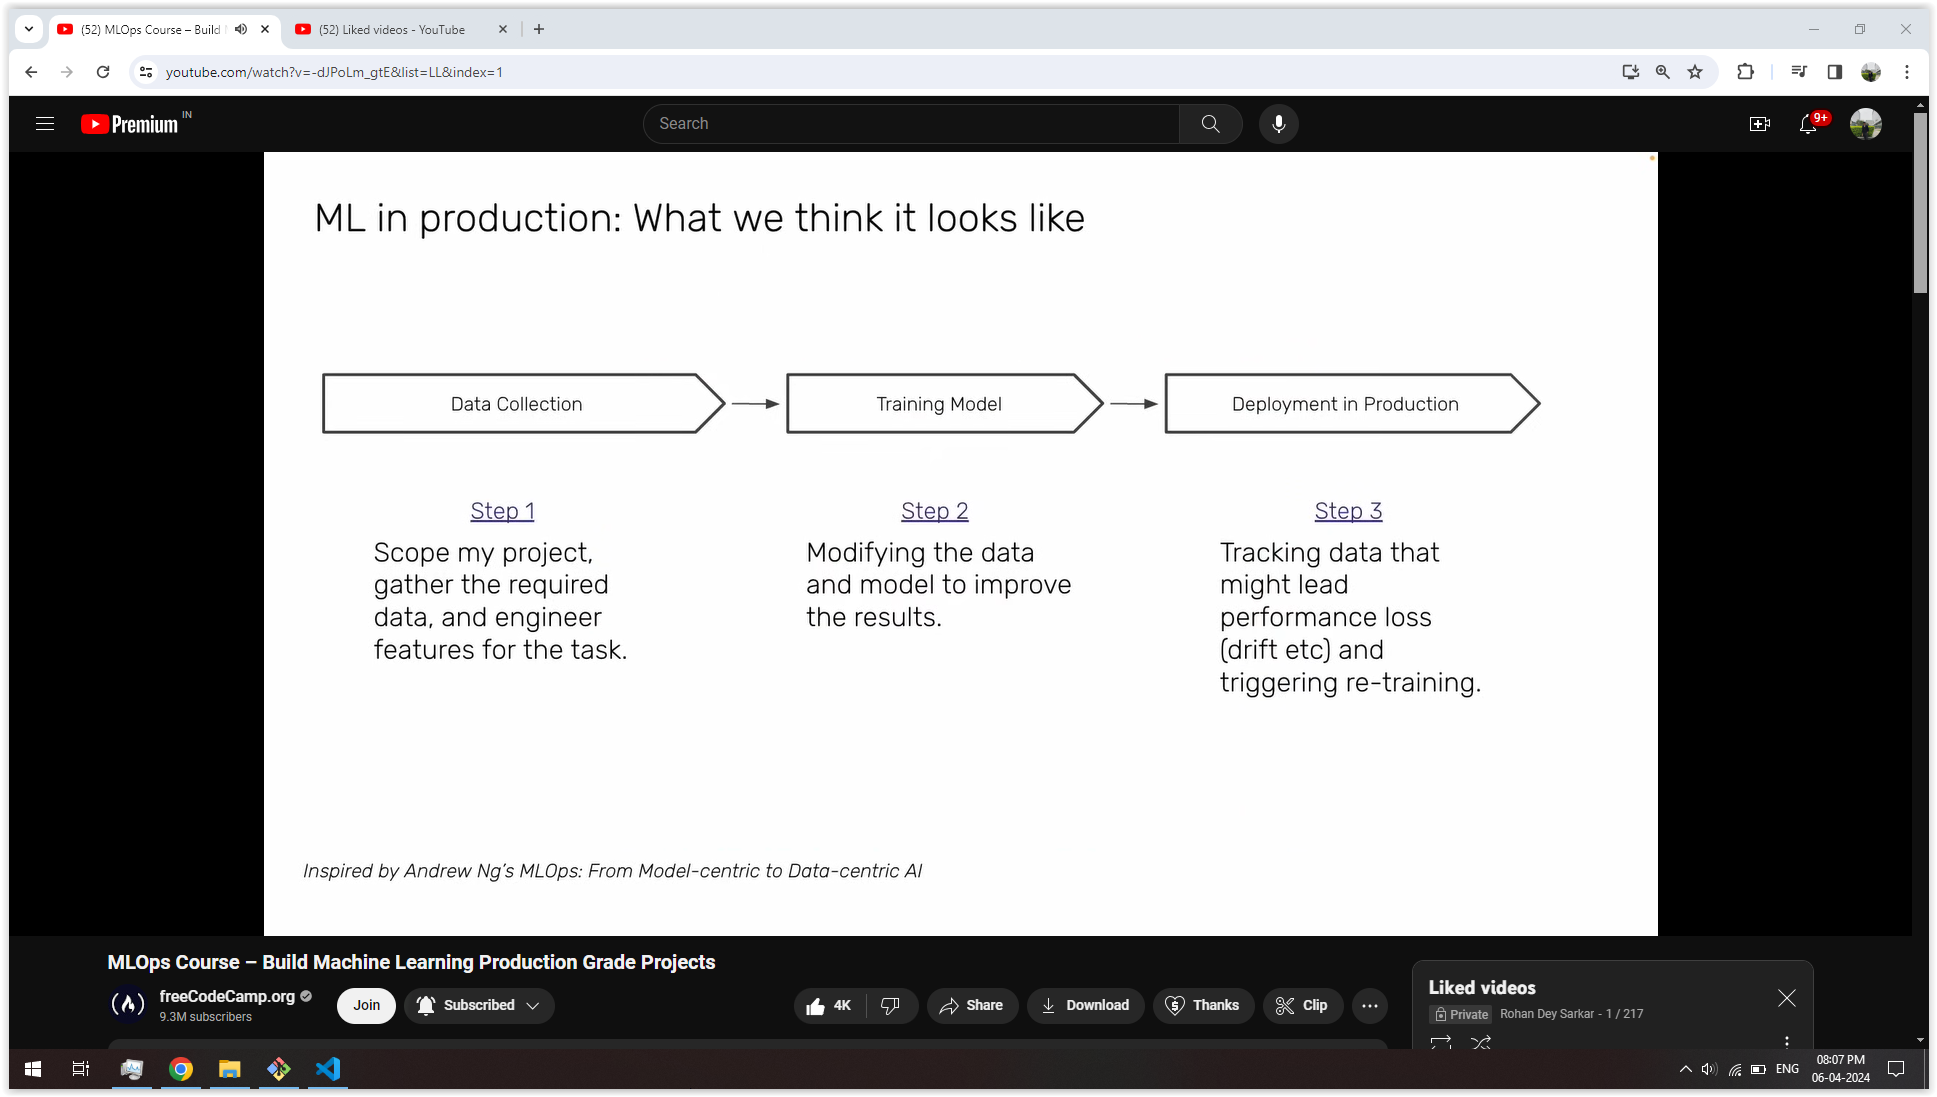 (52) MLOps Course – Build
(52) Liked videos - YouTube
youtube.com/watch?v=-dJPoLm_gtE&list=LL&index=1
Premium IN
Search
9+
ML in production: What we think it looks like
Data Collection
Training Model
Deployment in Production
Step 1
Scope my project,
gather the required
data, and engineer
features for the task.
Step 2
Modifying the data
and model to improve
the results.
Step 3
Tracking data that
might lead
performance loss
(drift etc) and
triggering re-training.
Inspired by Andrew Ng's MLOps: From Model-centric to Data-centric AI
MLOps Course – Build Machine Learning Production Grade Projects
freeCodeCamp.org
9.3M subscribers
Join
Subscribed
4K
Share
Download
Thanks
Clip
Liked videos
Private Rohan Dey Sarkar - 1 / 217
ENG
08:07 PM
06-04-2024